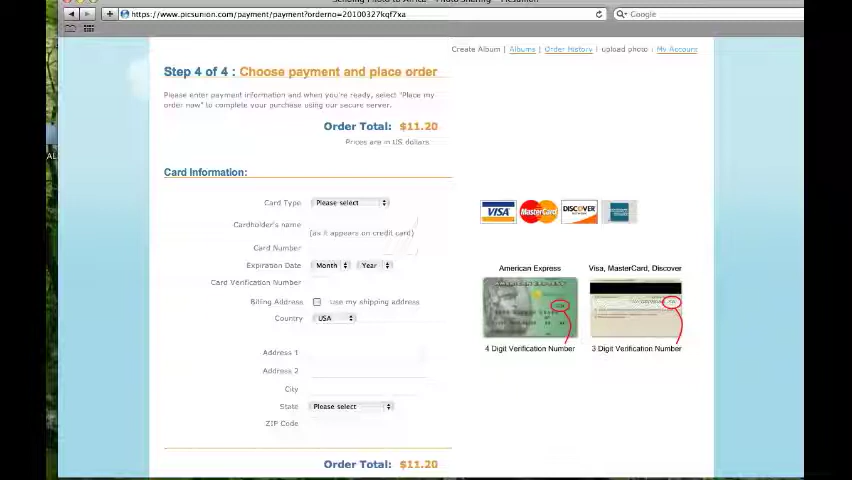 https://www.picsunion.com/payment/payment?orderno=20100327kqf7xa
Google
Create Album | Albums | Order History | upload photo : My Account
Step 4 of 4 : Choose payment and place order
Please enter payment information and when you're ready, select "Place my
order now" to complete your purchase using our secure server.
Order Total: $11.20
Prices are in US dollars
Card Information:
Card Type Please select
Cardholder's name
(as it appears on credit card)
Card Number
Expiration Date Month Year
Card Verification Number
Billing Address use my shipping address
Country USA
Address 1
Address 2
City
State Please select
ZIP Code
Order Total: $11.20
VISA MasterCard DISCOVER
American Express Visa, MasterCard, Discover
AMERICAN EXPRESS
4 Digit Verification Number 3 Digit Verification Number